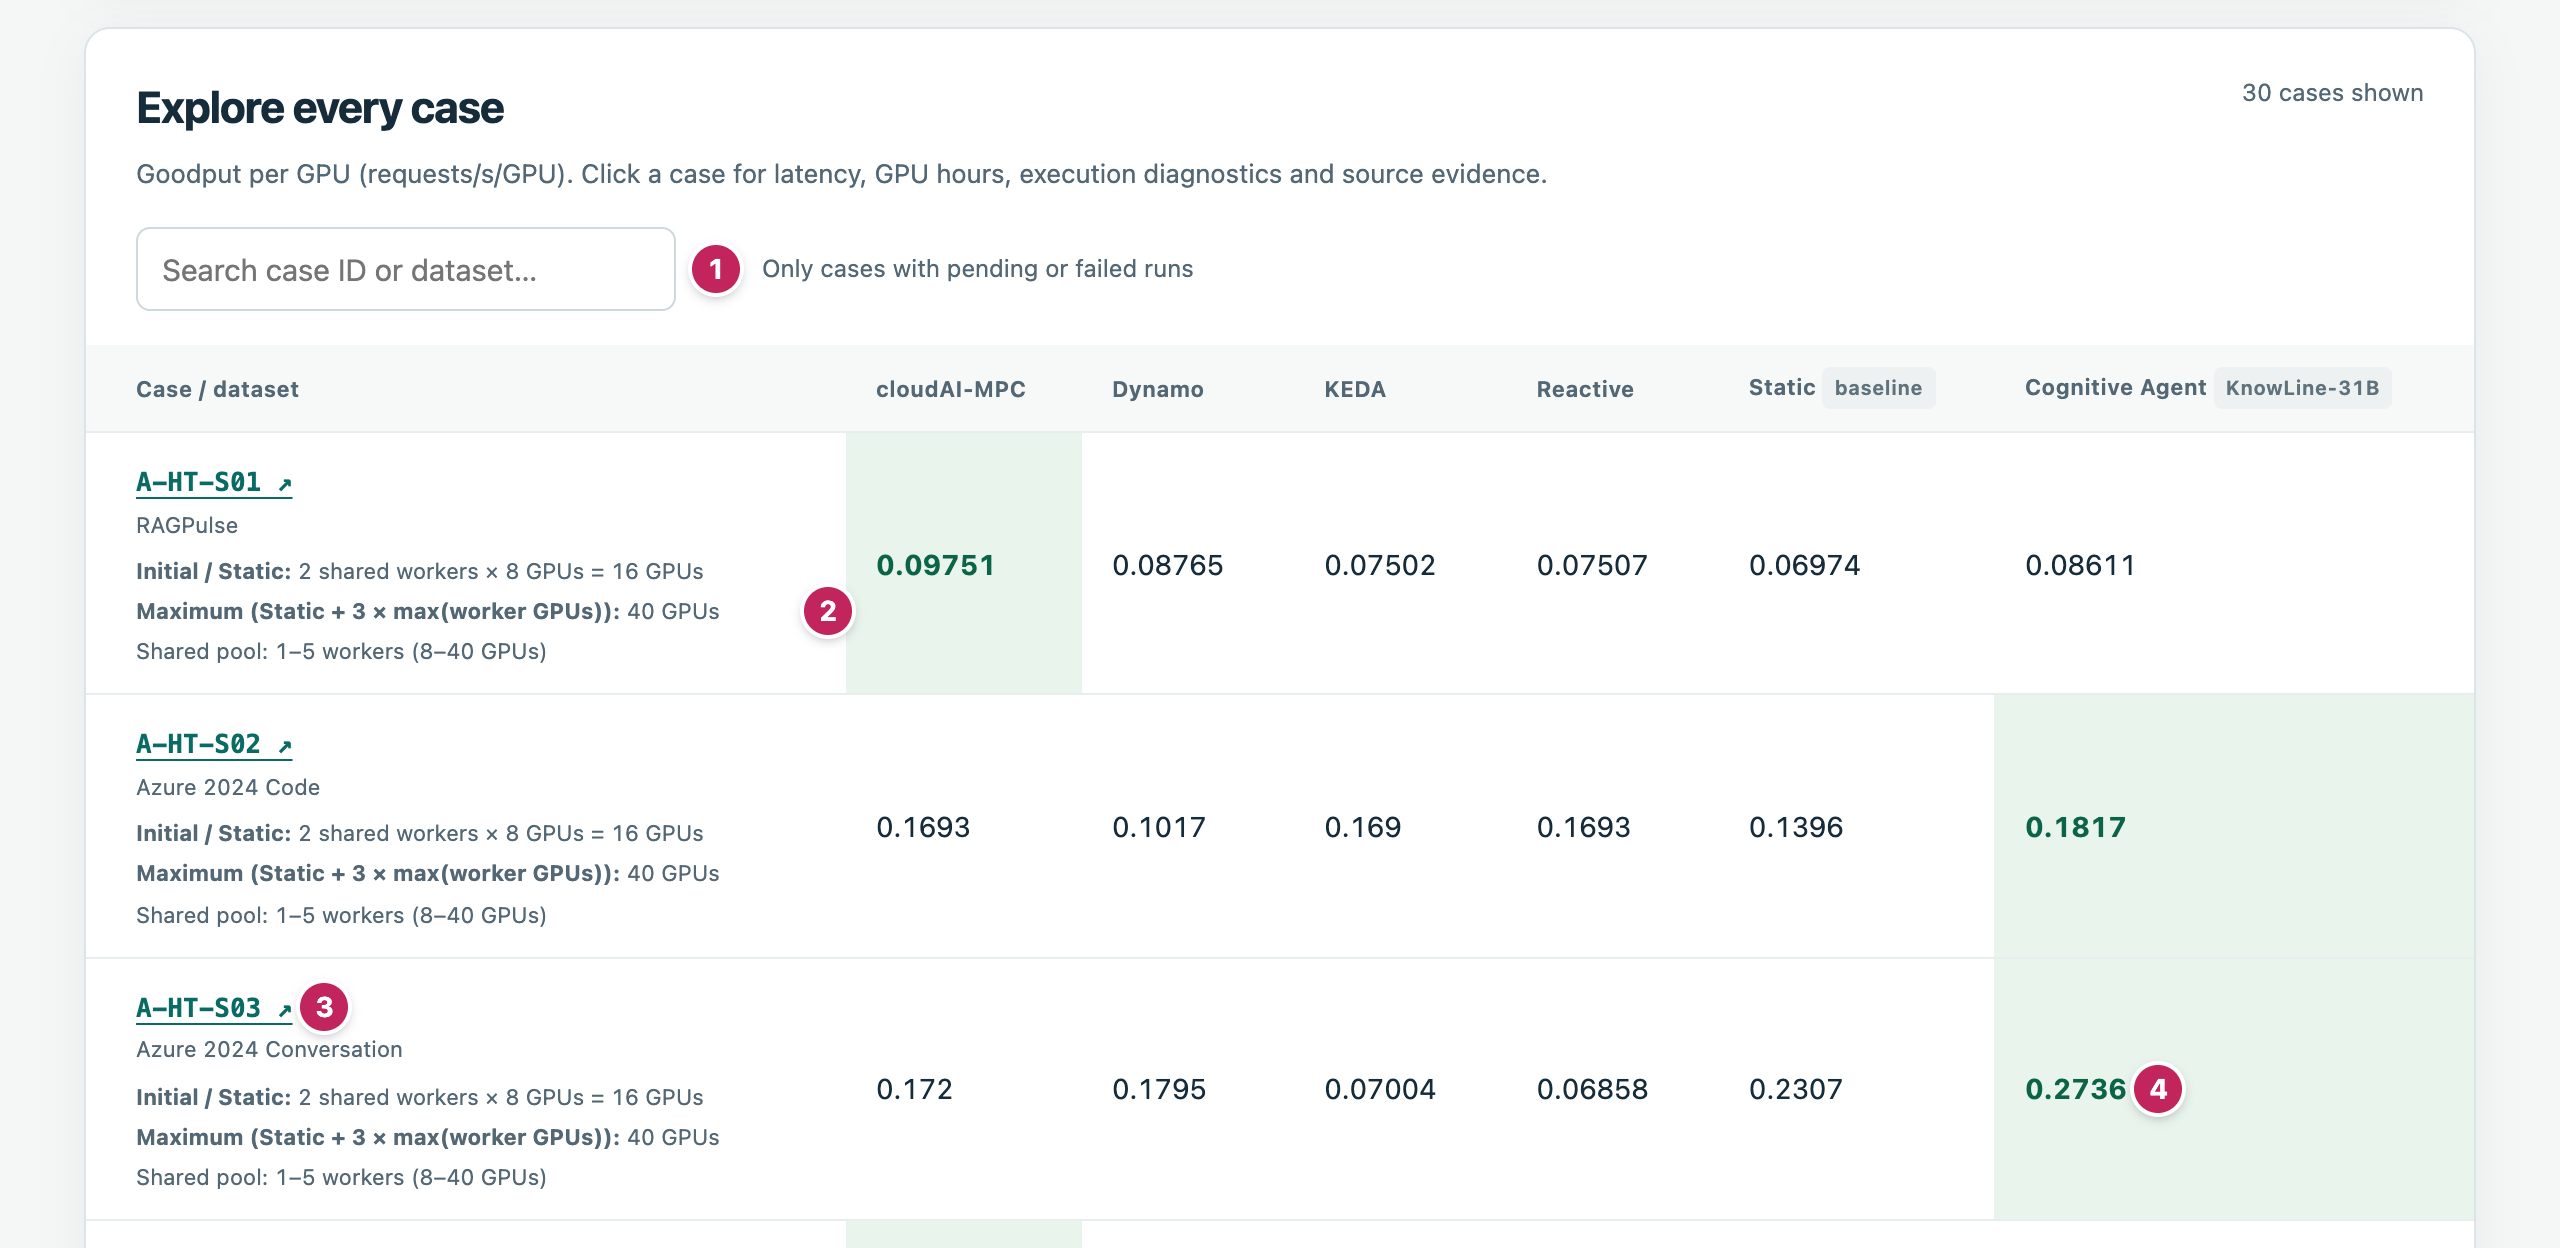 Explore every case
30 cases shown
Goodput per GPU (requests/s/GPU). Click a case for latency, GPU hours, execution diagnostics and source evidence.
Search case ID or dataset...
1
Only cases with pending or failed runs
Case / dataset cloudAI-MPC Dynamo KEDA Reactive Static baseline Cognitive Agent KnowLine-31B
A-HT-S01 ↗
RAGPulse
Initial / Static: 2 shared workers × 8 GPUs = 16 GPUs
Maximum (Static + 3 × max(worker GPUs)): 40 GPUs
Shared pool: 1–5 workers (8–40 GPUs)
2
0.09751 0.08765 0.07502 0.07507 0.06974 0.08611
A-HT-S02 ↗
Azure 2024 Code
Initial / Static: 2 shared workers × 8 GPUs = 16 GPUs
Maximum (Static + 3 × max(worker GPUs)): 40 GPUs
Shared pool: 1–5 workers (8–40 GPUs)
0.1693 0.1017 0.169 0.1693 0.1396 0.1817
A-HT-S03 ↗ 3
Azure 2024 Conversation
Initial / Static: 2 shared workers × 8 GPUs = 16 GPUs
Maximum (Static + 3 × max(worker GPUs)): 40 GPUs
Shared pool: 1–5 workers (8–40 GPUs)
0.172 0.1795 0.07004 0.06858 0.2307 0.2736 4